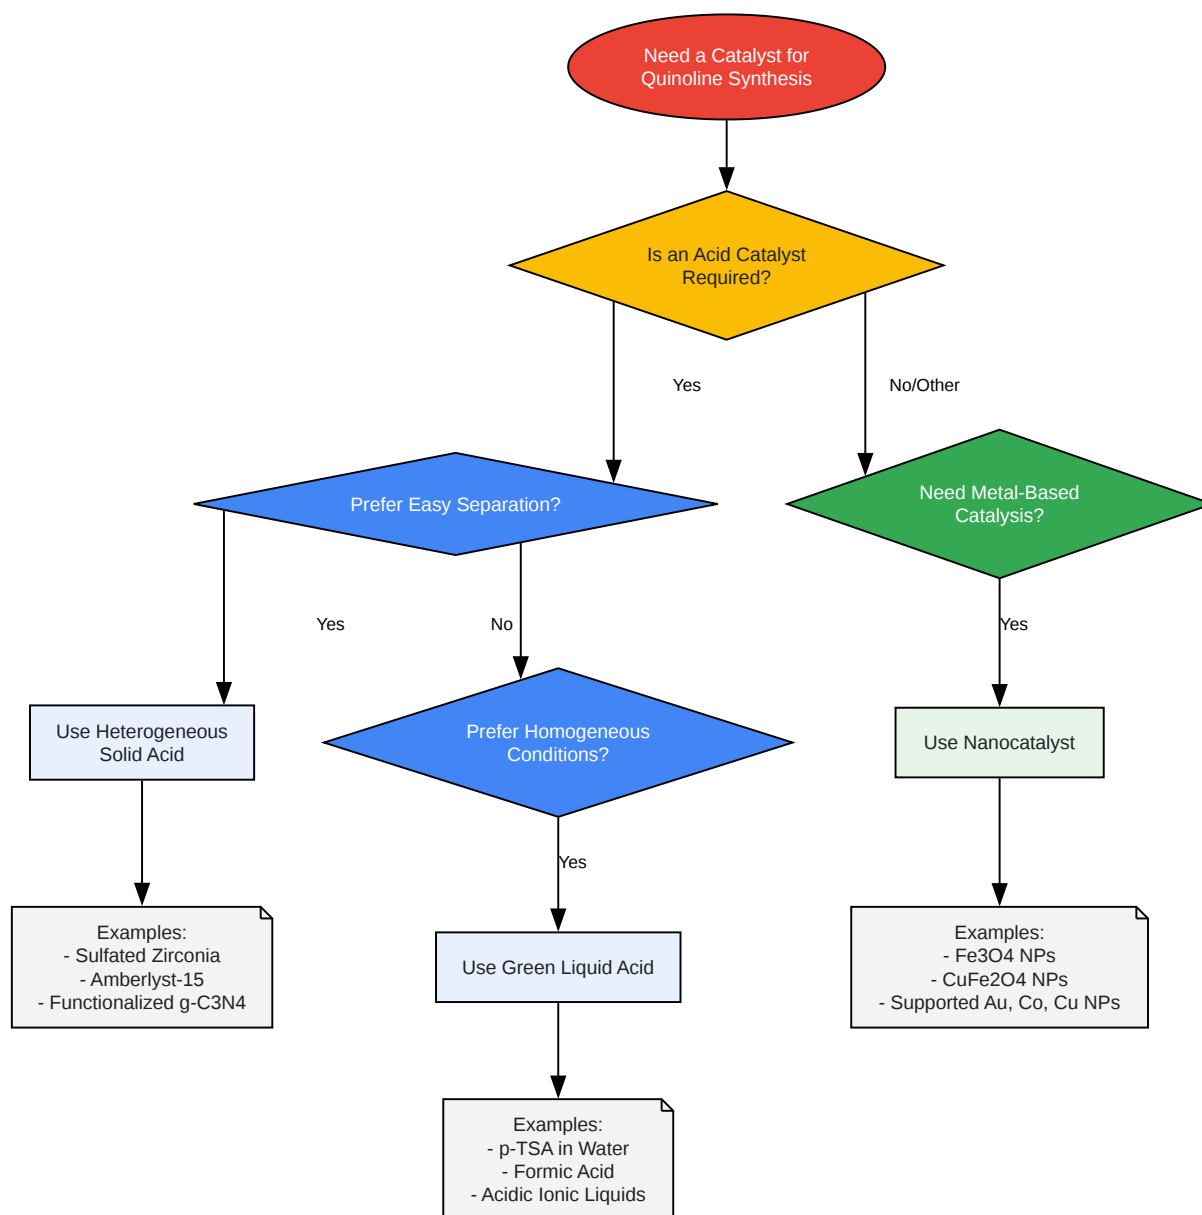 Need a Catalyst for
Quinoline Synthesis
Is an Acid Catalyst
Required?
Yes
No/Other
Prefer Easy Separation?
Need Metal-Based
Catalysis?
Yes
No
Yes
Use Heterogeneous
Solid Acid
Prefer Homogeneous
Conditions?
Use Nanocatalyst
Yes
Examples:
- Sulfated Zirconia
- Amberlyst-15
- Functionalized g-C3N4
Use Green Liquid Acid
Examples:
- Fe3O4 NPs
- CuFe2O4 NPs
- Supported Au, Co, Cu NPs
Examples:
- p-TSA in Water
- Formic Acid
- Acidic Ionic Liquids